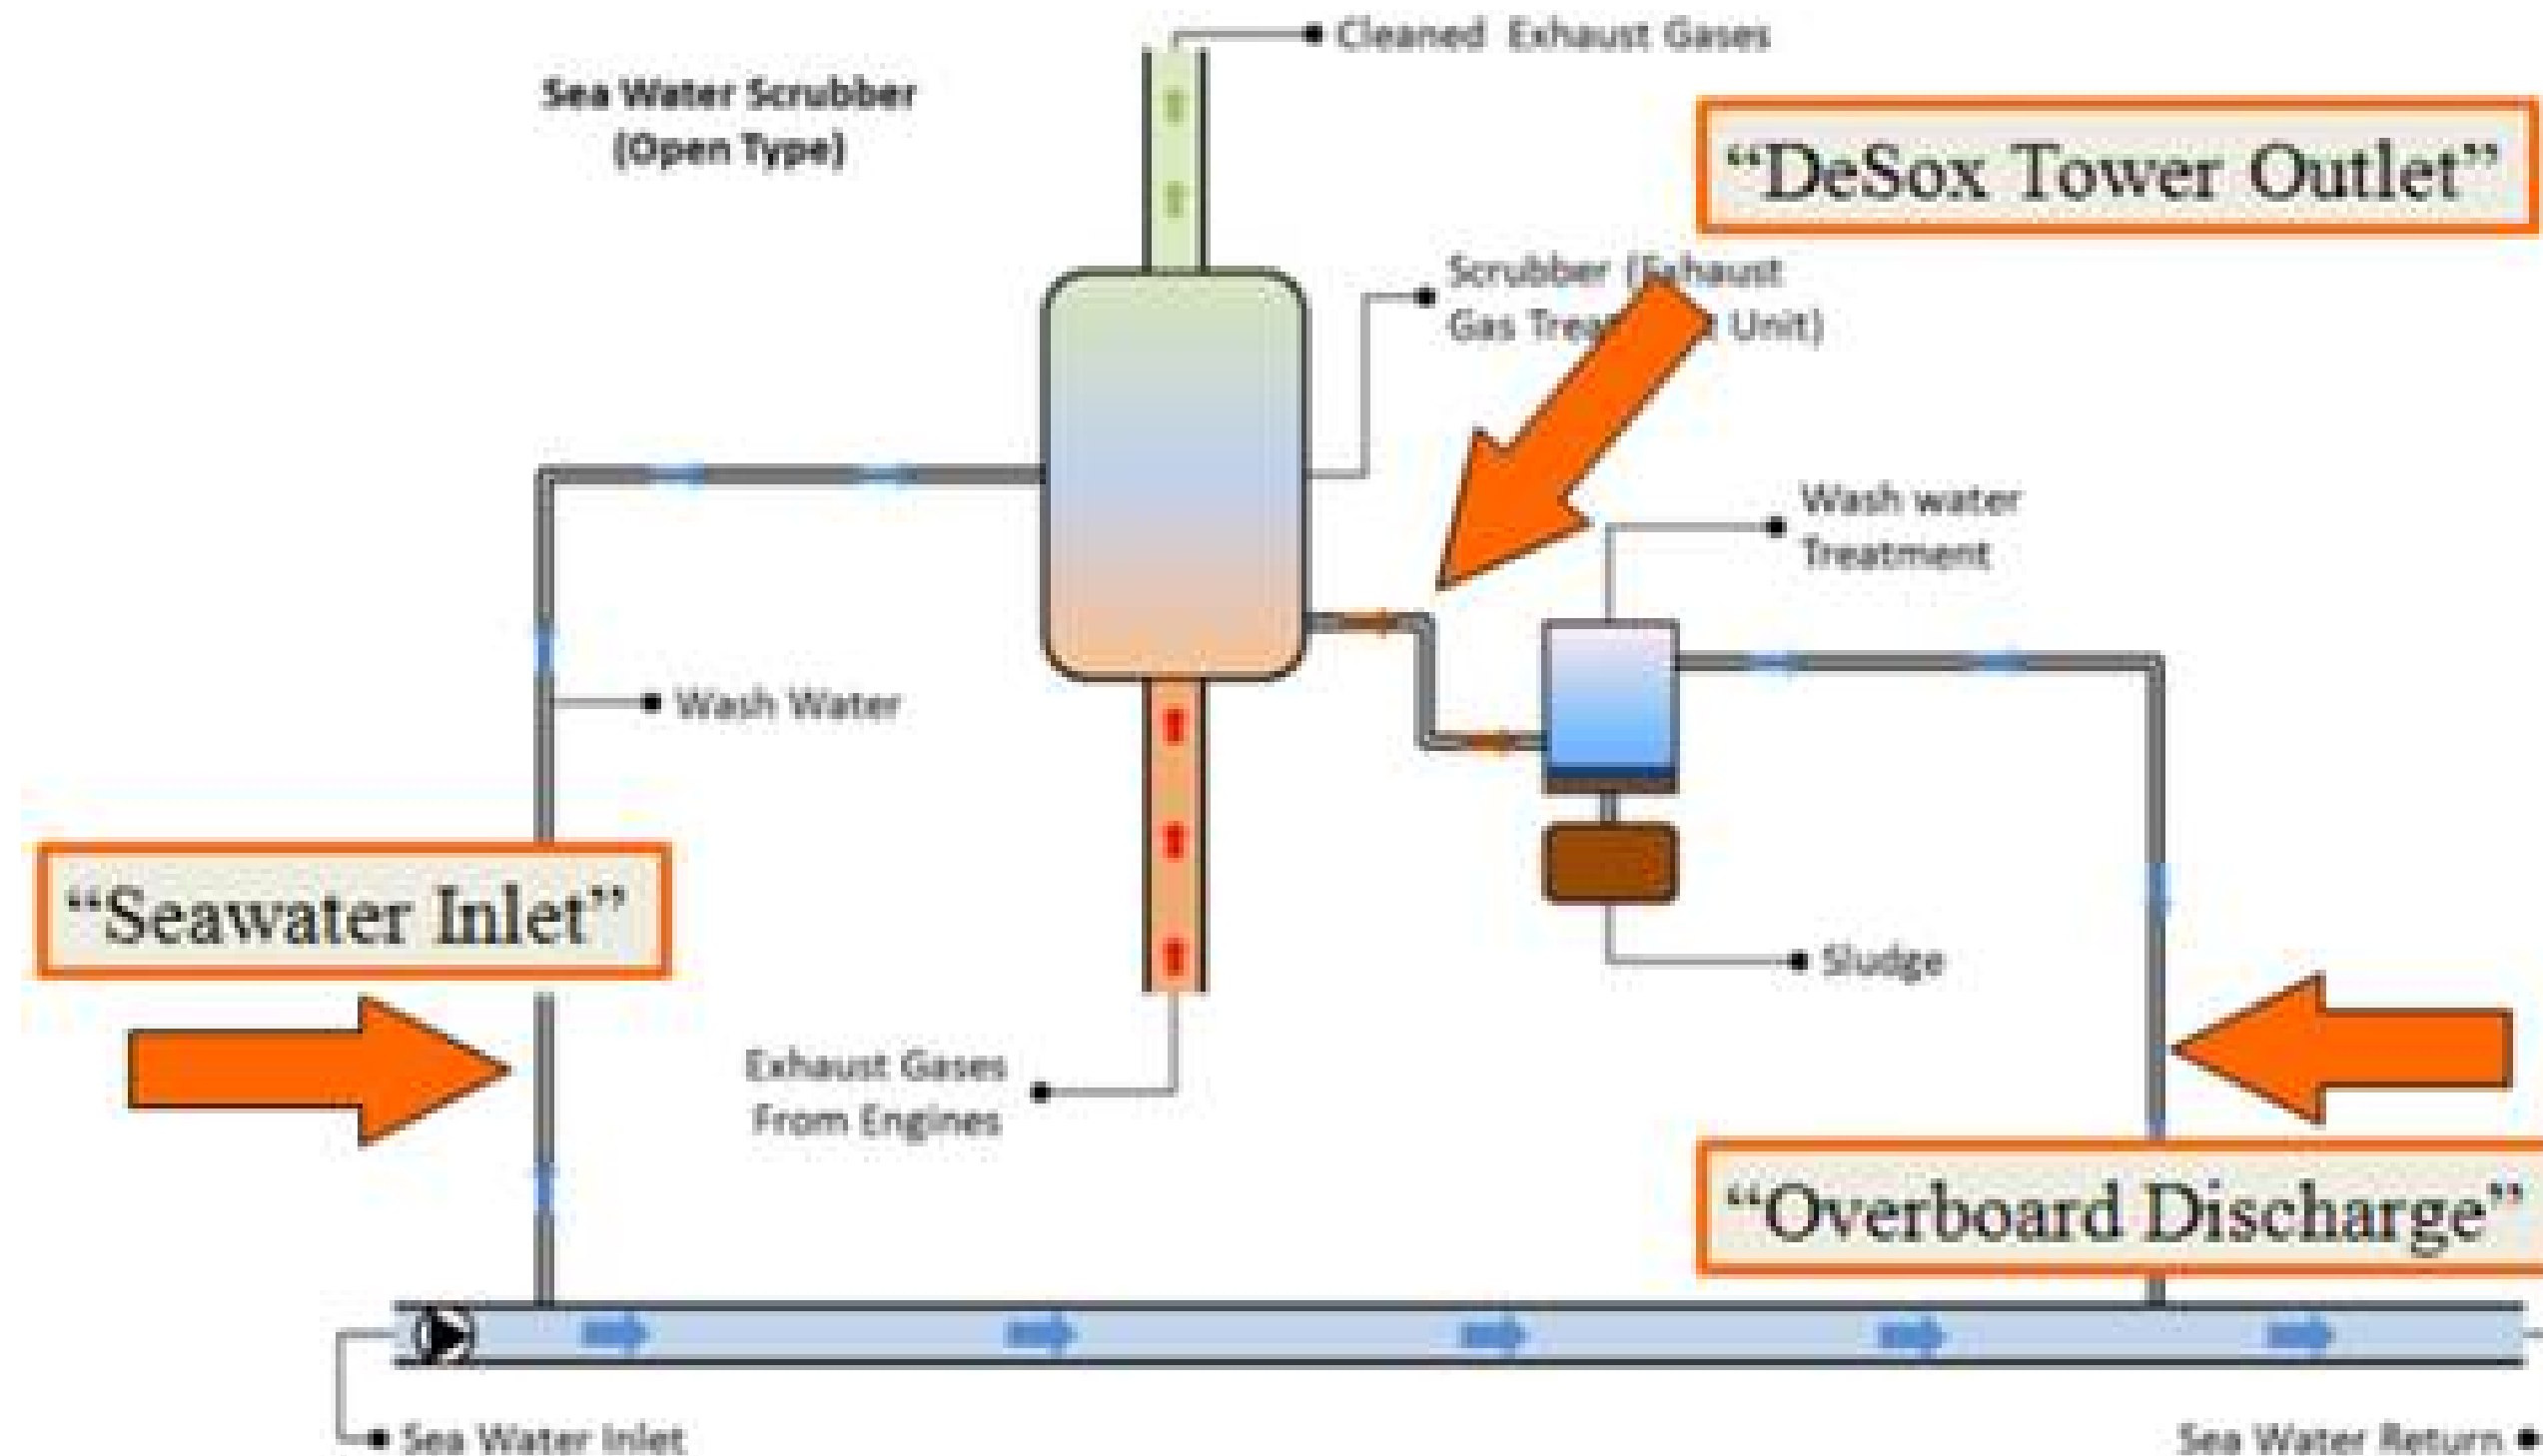 Cleaned Exhaust Gases
Sea Water Scrubber
(Open Type)
“DeSox Tower Outlet”
Scrubber (Exhaust
Gas Unit)
Wash water
Treatment
Wash Water
“Seawater Inlet”
Sludge
Exhaust Gases
From Engines
“Overboard Discharge”
Sea Water Inlet
Sea Water Return